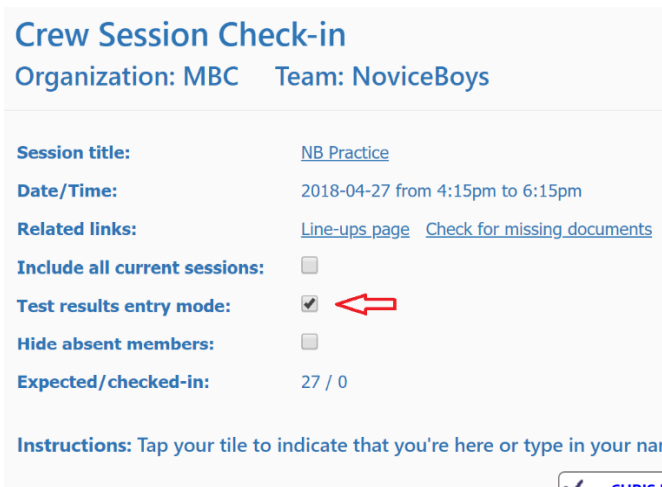 Crew Session Check-in
Organization: MBC Team: NoviceBoys
Session title: NB Practice
Date/Time: 2018-04-27 from 4:15pm to 6:15pm
Related links: Line-ups page Check for missing documents
Include all current sessions:
Test results entry mode:
Hide absent members:
Expected/checked-in: 27 / 0
Instructions: Tap your tile to indicate that you're here or type in your